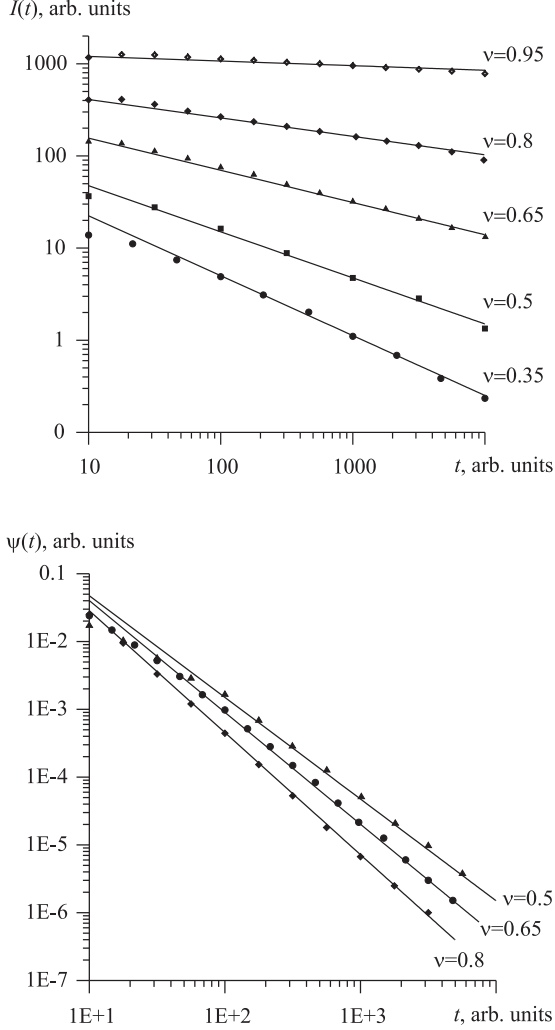 I(t), arb. units
1000
ν=0.95
ν=0.8
100
ν=0.65
10
ν=0.5
1
ν=0.35
0
10 100 1000 t, arb. units
ψ(t), arb. units
0.1
1E-2
1E-3
1E-4
1E-5
ν=0.5
1E-6
ν=0.65
ν=0.8
1E-7
1E+1 1E+2 1E+3 t, arb. units